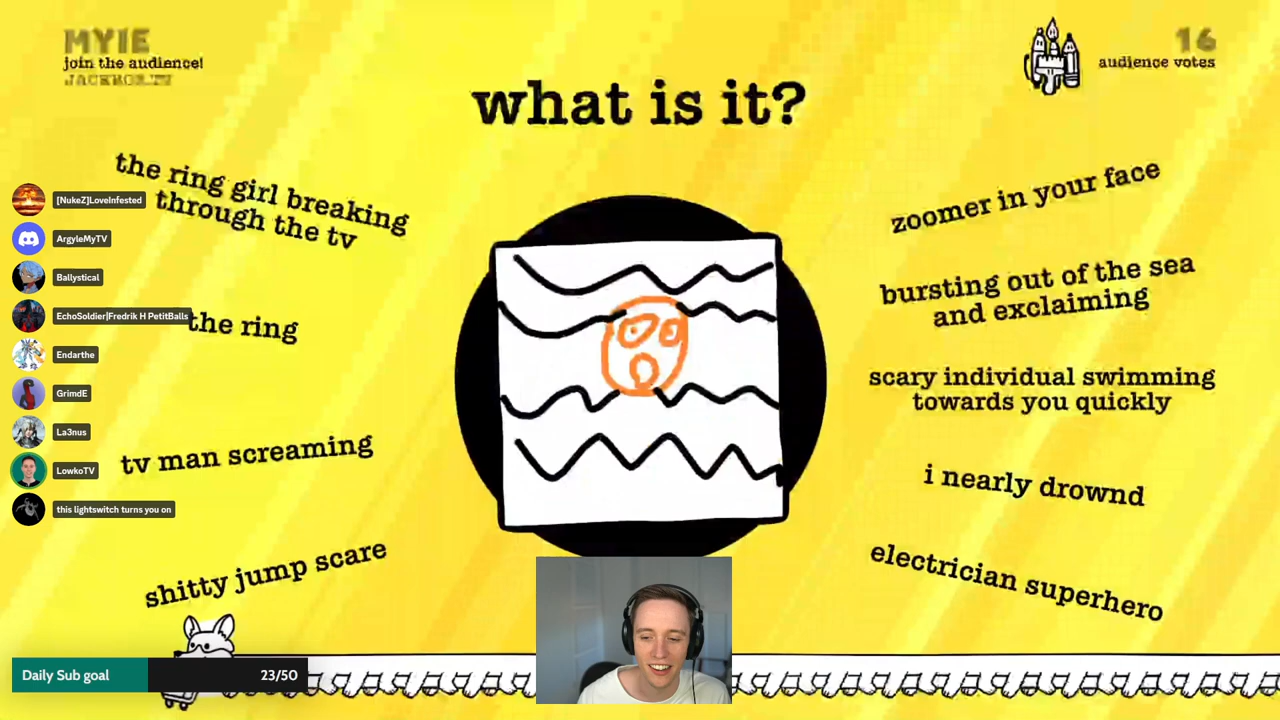 MYIE
join the audience!
JACKBOX.TV
16
audience votes
what is it?
the ring girl breaking
through the tv
the ring
tv man screaming
shitty jump scare
zoomer in your face
bursting out of the sea
and exclaiming
scary individual swimming
towards you quickly
i nearly drownd
electrician superhero
[NukeZ]LoveInfested
ArgyleMyTV
Ballystical
EchoSoldier|Fredrik H PetitBalls
Endarthe
GrimdE
La3nus
LowkoTV
this lightswitch turns you on
Daily Sub goal
23/50